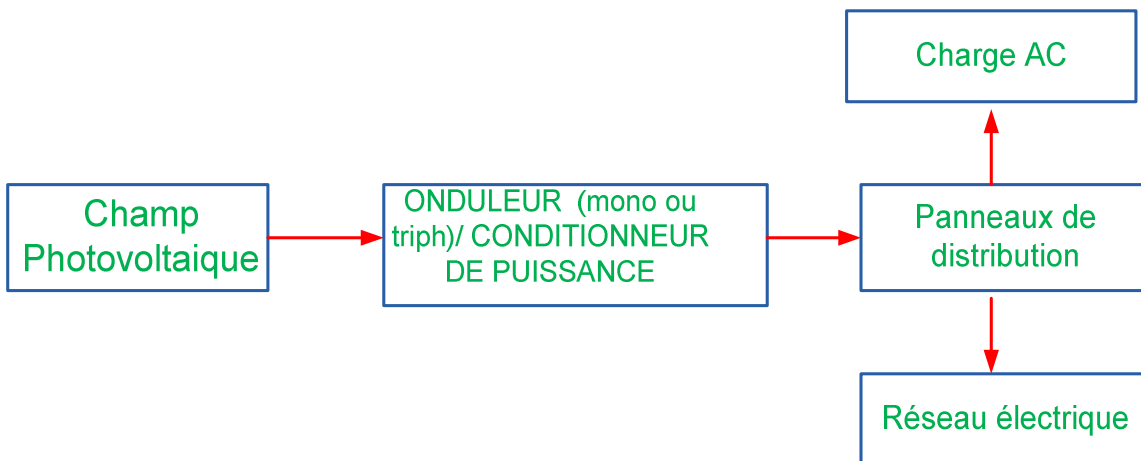 Charge AC
Champ
Photovoltaique
ONDULEUR (mono ou
triph)/ CONDITIONNEUR
DE PUISSANCE
Panneaux de
distribution
Réseau électrique